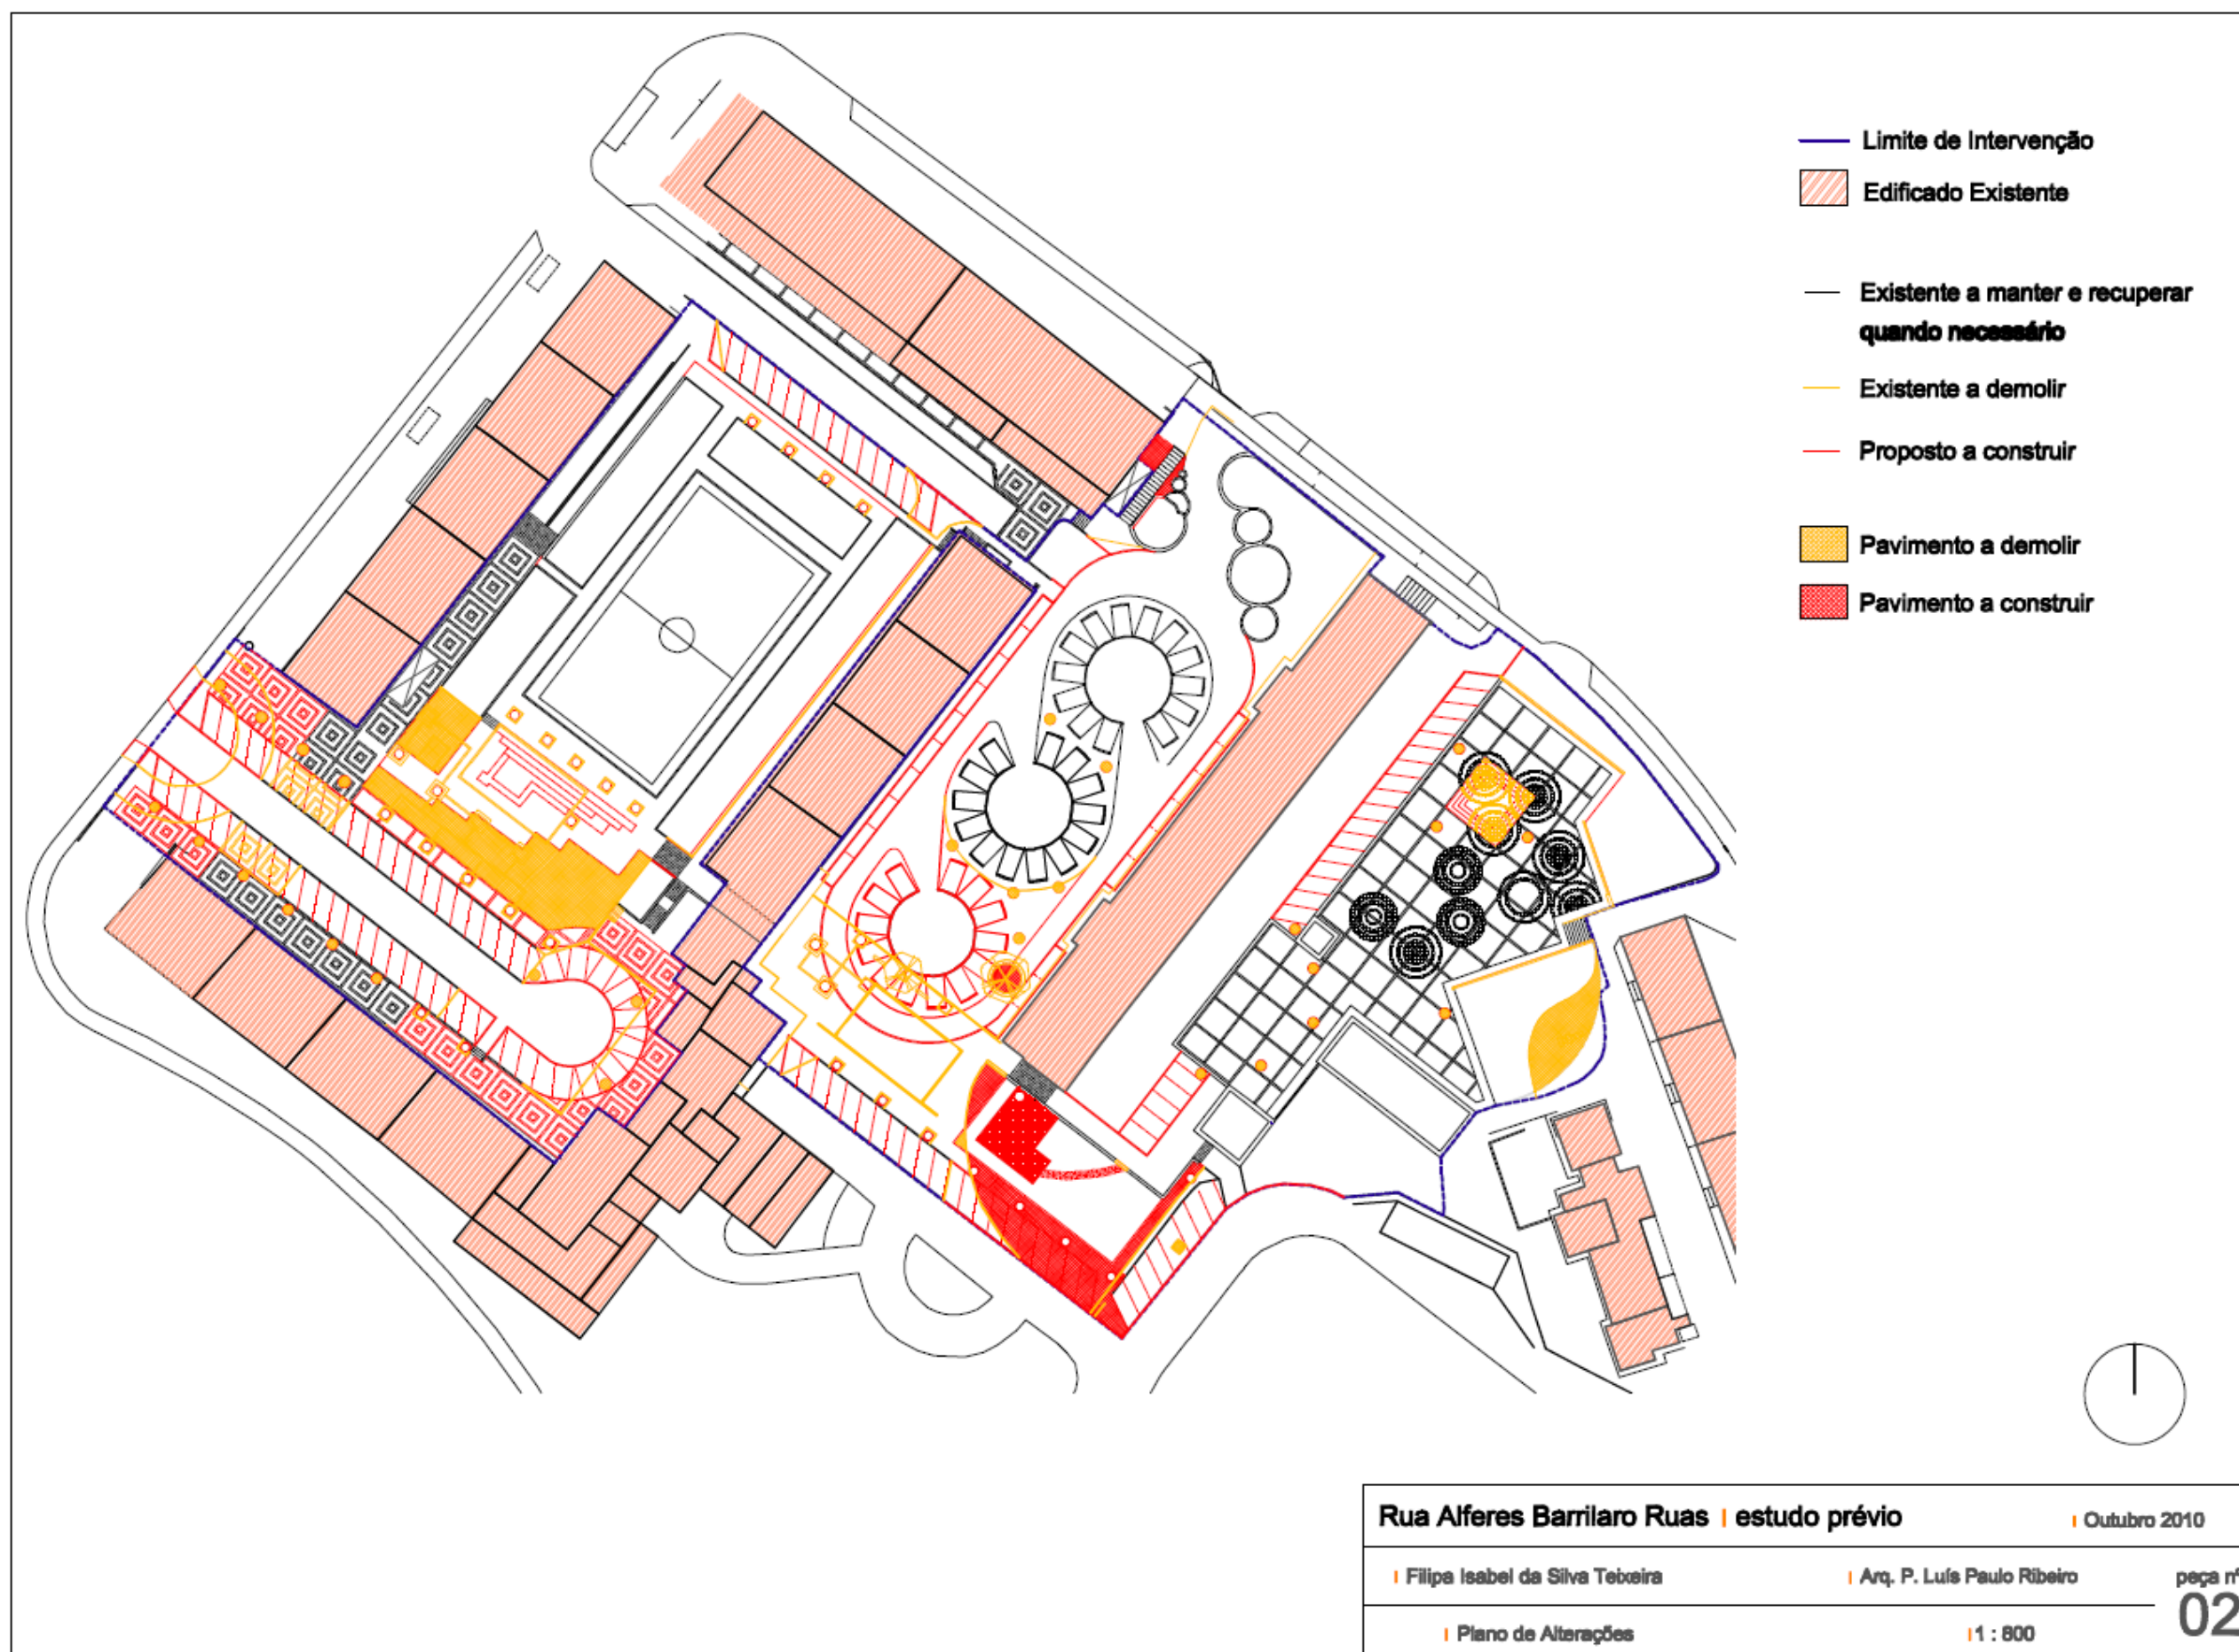 Limite de Intervenção
Edificado Existente
Existente a manter e recuperar
quando necessário
Existente a demolir
Proposto a construir
Pavimento a demolir
Pavimento a construir
Rua Alferes Barrilaro Ruas | estudo prévio | Outubro 2010
| Filipa Isabel da Silva Teixeira | Arq. P. Luís Paulo Ribeiro
peça nº
02
| Plano de Alterações | 1 : 800